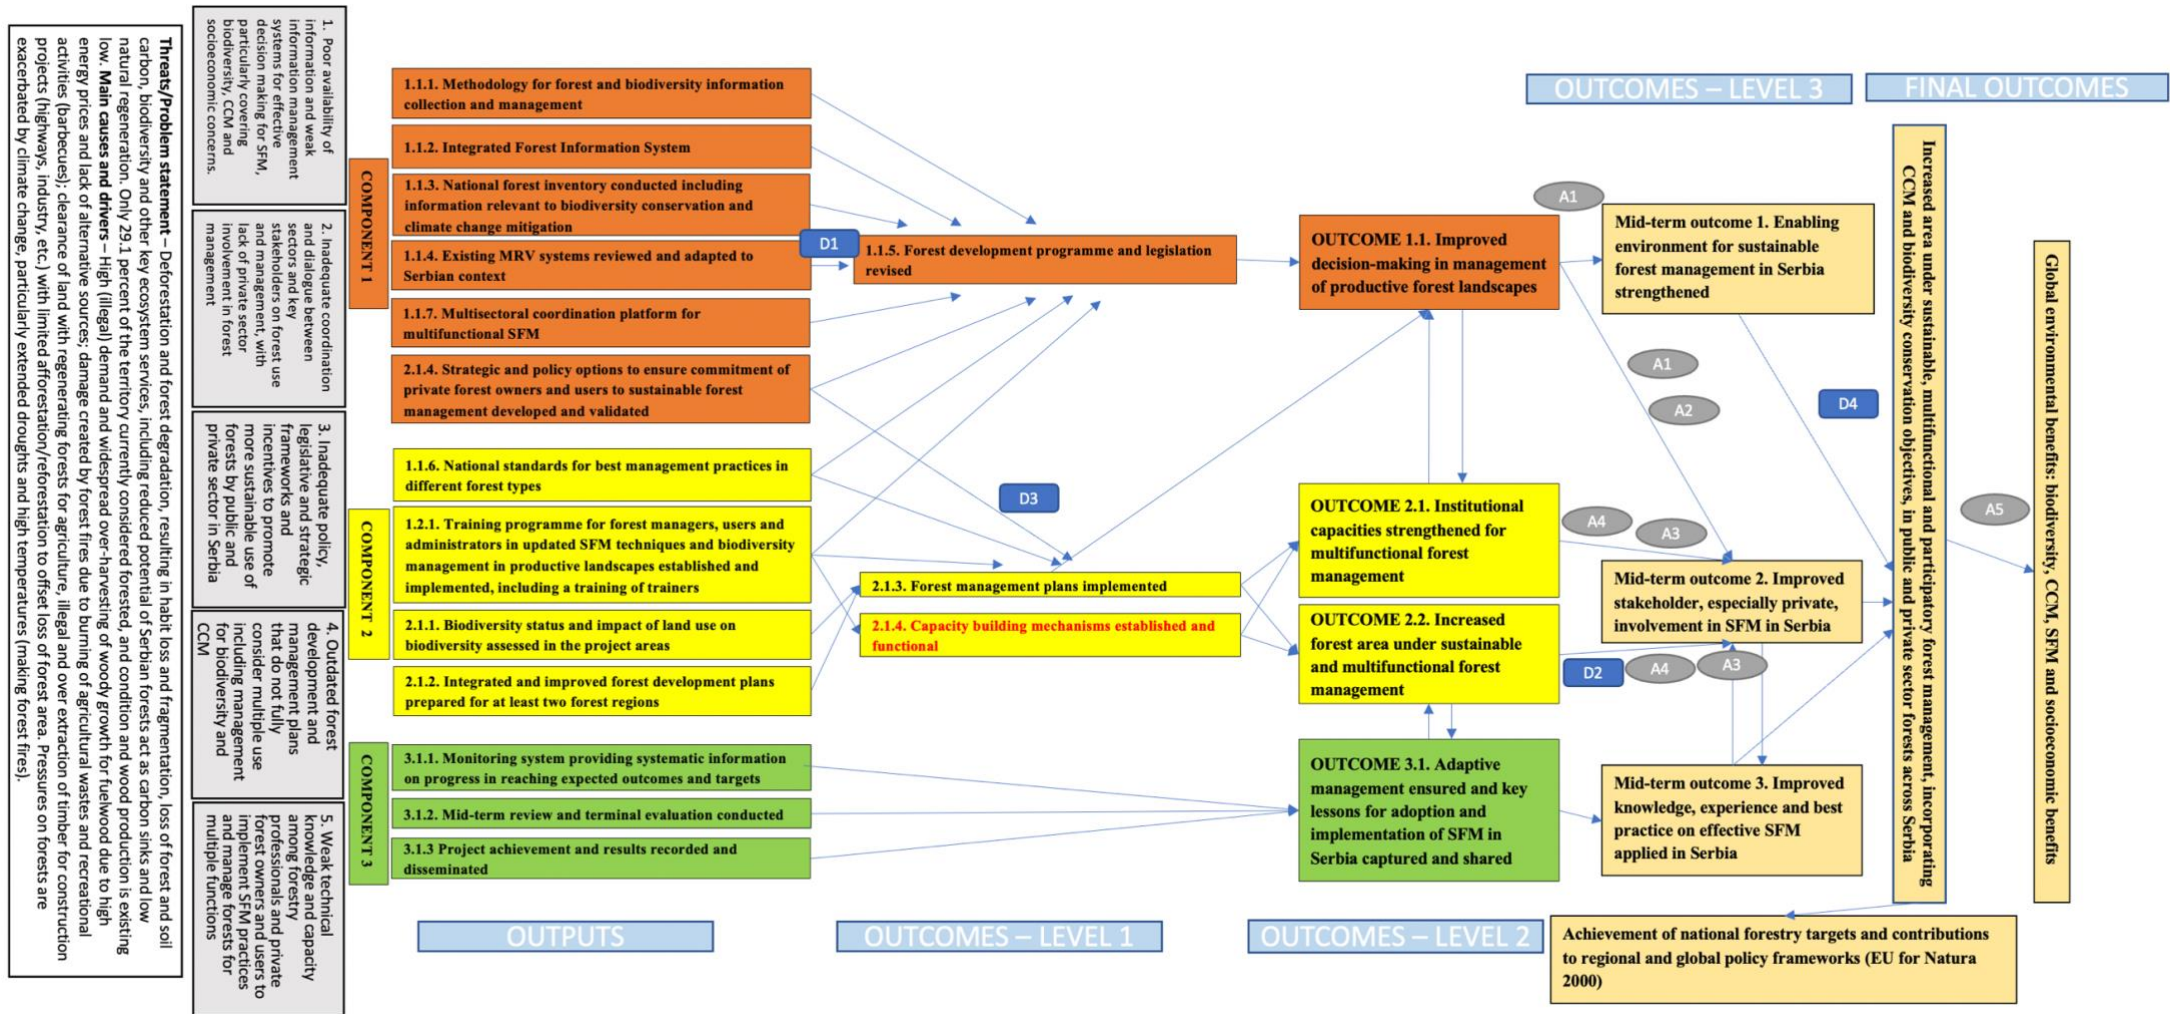 Threats/Problem statement – Deforestation and forest degradation, resulting in habit loss and fragmentation, loss of forest and soil
carbon, biodiversity and other key ecosystem services, including reduced potential of Serbian forests act as carbon sinks and low
natural regeneration. Only 29.1 percent of the territory currently considered forested, and condition and wood production is existing
low. Main causes and drivers – High (illegal) demand and widespread over-harvesting of woody growth for fuelwood due to high
energy prices and lack of alternative sources; damage created by forest fires due to burning of agricultural wastes and recreational
activities (barbecues); clearance of land with regenerating forests for agriculture, illegal and over extraction of timber for construction
projects (highways, industry, etc.) with limited afforestation/reforestation to offset loss of forest area. Pressures on forests are
exacerbated by climate change, particularly extended droughts and high temperatures (making forest fires).
1. Poor availability of
information and weak
information management
systems for effective
decision making for SFM,
particularly covering
biodiversity, CCM and
socioeconomic concerns.
2. Inadequate coordination
and dialogue between
sectors and key
stakeholders on forest use
and management, with
lack of private sector
involvement in forest
management
3. Inadequate policy,
legislative and strategic
frameworks and
incentives to promote
more sustainable use of
forests by public and
private sector in Serbia
4. Outdated forest
development and
management plans
that do not fully
consider multiple use
including management
for biodiversity and
CCM
5. Weak technical
knowledge and capacity
among forestry
professionals and private
forest owners and users to
implement SFM practices
and manage forests for
multiple functions
COMPONENT 1
1.1.1. Methodology for forest and biodiversity information
collection and management
1.1.2. Integrated Forest Information System
1.1.3. National forest inventory conducted including
information relevant to biodiversity conservation and
climate change mitigation
1.1.4. Existing MRV systems reviewed and adapted to
Serbian context
1.1.7. Multisectoral coordination platform for
multifunctional SFM
2.1.4. Strategic and policy options to ensure commitment of
private forest owners and users to sustainable forest
management developed and validated
COMPONENT 2
1.1.6. National standards for best management practices in
different forest types
1.2.1. Training programme for forest managers, users and
administrators in updated SFM techniques and biodiversity
management in productive landscapes established and
implemented, including a training of trainers
2.1.1. Biodiversity status and impact of land use on
biodiversity assessed in the project areas
2.1.2. Integrated and improved forest development plans
prepared for at least two forest regions
COMPONENT 3
3.1.1. Monitoring system providing systematic information
on progress in reaching expected outcomes and targets
3.1.2. Mid-term review and terminal evaluation conducted
3.1.3 Project achievement and results recorded and
disseminated
OUTPUTS
D1
1.1.5. Forest development programme and legislation
revised
D3
2.1.3. Forest management plans implemented
2.1.4. Capacity building mechanisms established and
functional
OUTCOMES – LEVEL 1
OUTCOME 1.1. Improved
decision-making in management
of productive forest landscapes
OUTCOME 2.1. Institutional
capacities strengthened for
multifunctional forest
management
OUTCOME 2.2. Increased
forest area under sustainable
and multifunctional forest
management
OUTCOME 3.1. Adaptive
management ensured and key
lessons for adoption and
implementation of SFM in
Serbia captured and shared
OUTCOMES – LEVEL 2
OUTCOMES – LEVEL 3
A1
Mid-term outcome 1. Enabling
environment for sustainable
forest management in Serbia
strengthened
A1
A2
D4
A4
A3
Mid-term outcome 2. Improved
stakeholder, especially private,
involvement in SFM in Serbia
D2
A4
A3
Mid-term outcome 3. Improved
knowledge, experience and best
practice on effective SFM
applied in Serbia
FINAL OUTCOMES
Increased area under sustainable, multifunctional and participatory forest management, incorporating
CCM and biodiversity conservation objectives, in public and private sector forests across Serbia
A5
Global environmental benefits: biodiversity, CCM, SFM and socioeconomic benefits
Achievement of national forestry targets and contributions
to regional and global policy frameworks (EU for Natura
2000)